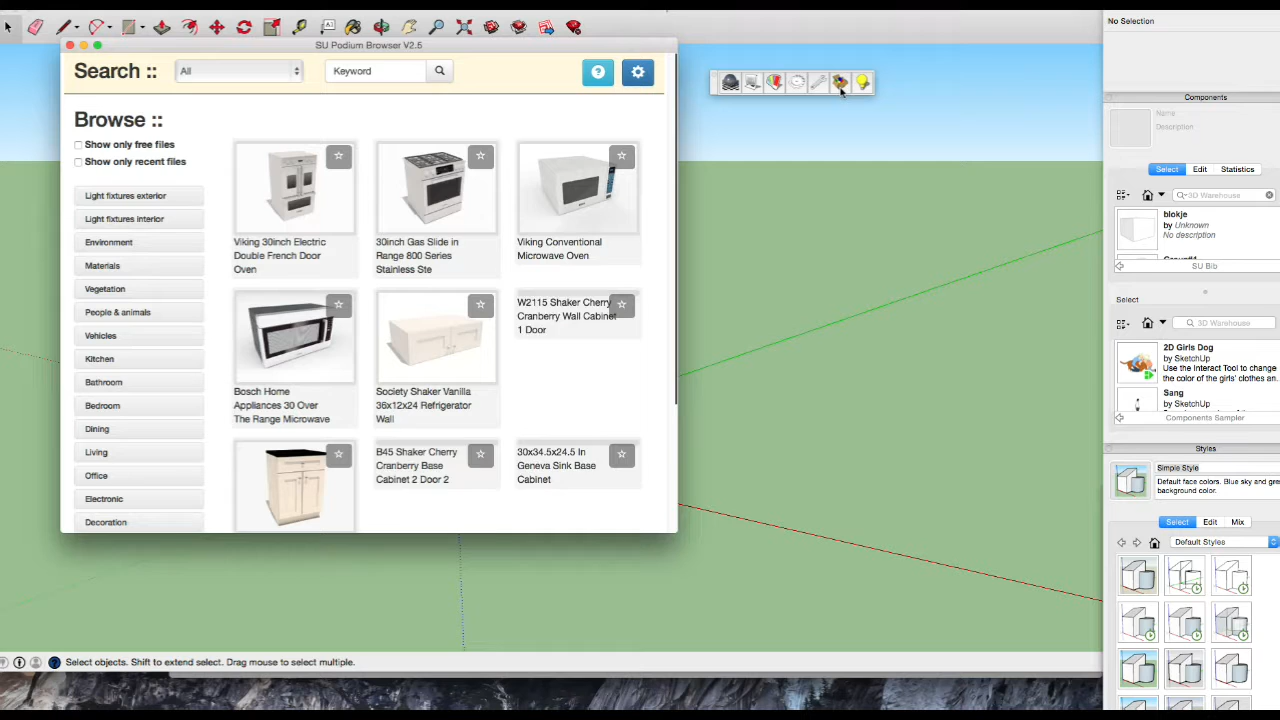 No Selection
SU Podium Browser V2.5
Search ::
All
Keyword
Browse ::
Show only free files
Show only recent files
Light fixtures exterior
Light fixtures interior
Environment
Materials
Vegetation
People & animals
Vehicles
Kitchen
Bathroom
Bedroom
Dining
Living
Office
Electronic
Decoration
Viking 30inch Electric
Double French Door
Oven
30inch Gas Slide in
Range 800 Series
Stainless Ste
Viking Conventional
Microwave Oven
Bosch Home
Appliances 30 Over
The Range Microwave
Society Shaker Vanilla
36x12x24 Refrigerator
Wall
W2115 Shaker Cherry
Cranberry Wall Cabinet
1 Door
B45 Shaker Cherry
Cranberry Base
Cabinet 2 Door 2
30x34.5x24.5 In
Geneva Sink Base
Cabinet
Components
Name
Description
Select Edit Statistics
3D Warehouse
blokje
by Unknown
No description
SU Bib
Select
3D Warehouse
2D Girls Dog
by SketchUp
Use the Interact Tool to change
the color of the girls' clothes an
Sang
by SketchUp
Components Sampler
Styles
Simple Style
Default face colors. Blue sky and gre
background color.
Select Edit Mix
Default Styles
Select objects. Shift to extend select. Drag mouse to select multiple.